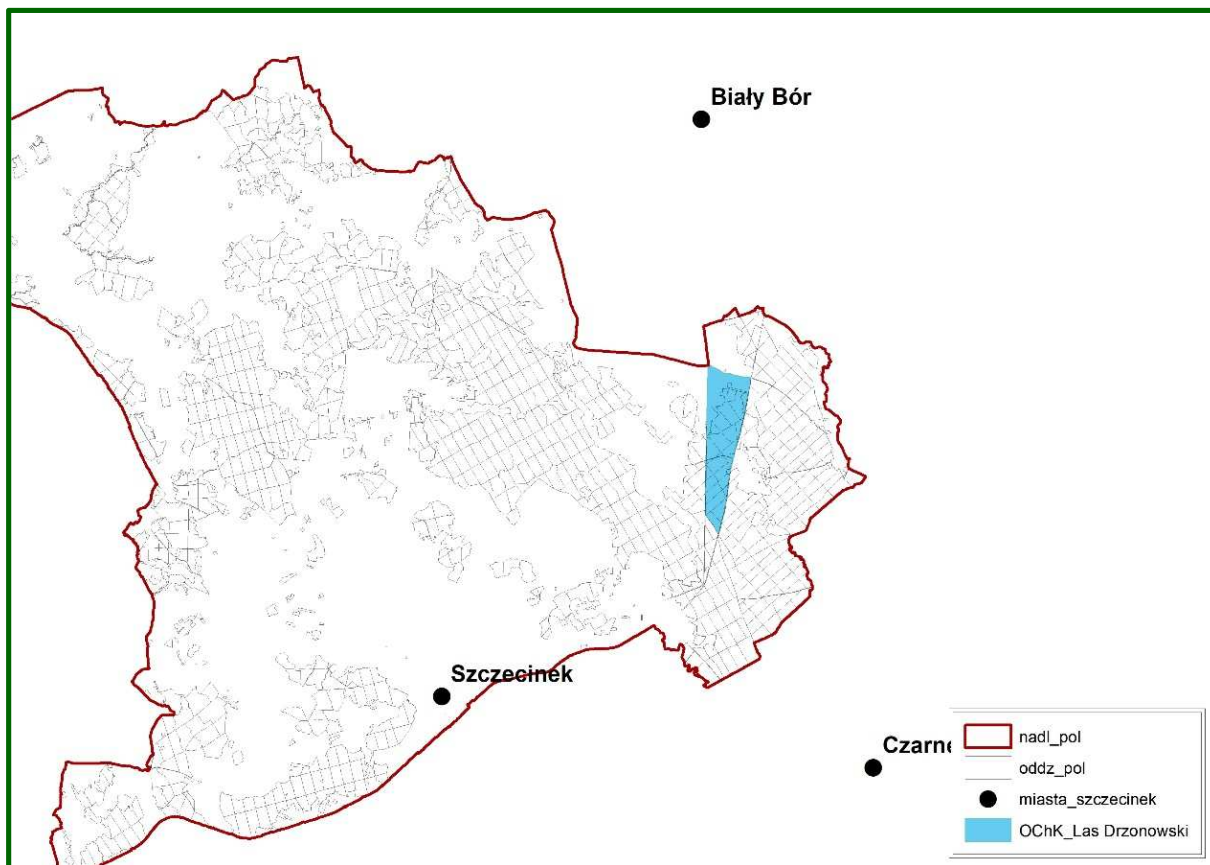 Biały Bór
Szczecinek
Czarne
nadl_pol
oddz_pol
miasta_szczecinek
OChK_Las Drzonowski